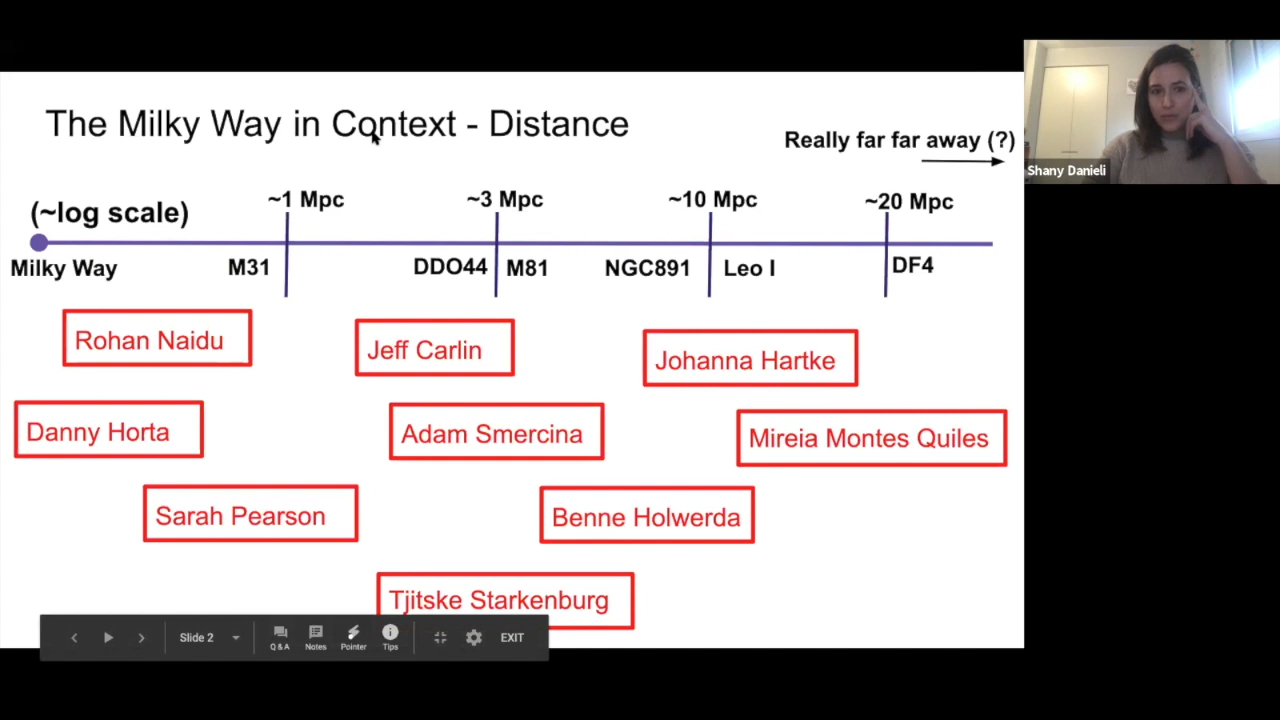 The Milky Way in Context - Distance
Really far far away (?)
Shany Danieli
(~log scale)
~1 Mpc
~3 Mpc
~10 Mpc
~20 Mpc
Milky Way
M31
DDO44
M81
NGC891
Leo I
DF4
Rohan Naidu
Jeff Carlin
Johanna Hartke
Danny Horta
Adam Smercina
Mireia Montes Quiles
Sarah Pearson
Benne Holwerda
Tjitske Starkenburg
Slide 2
Q & A
Notes
Pointer
Tips
EXIT